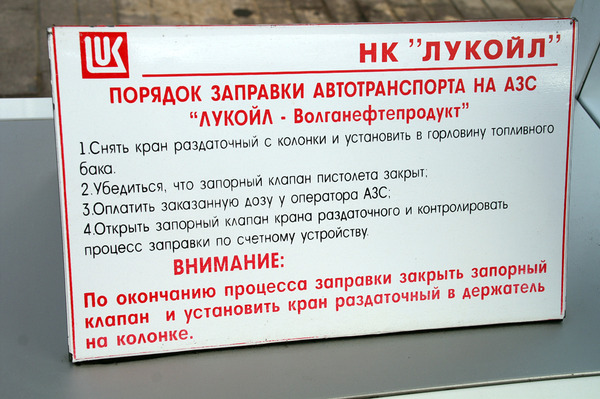 LUK
НК "ЛУКОЙЛ"
ПОРЯДОК ЗАПРАВКИ АВТОТРАНСПОРТА НА АЗС
"ЛУКОЙЛ - Волганефтепродукт"
1.Снять кран раздаточный с колонки и установить в горловину топливного
бака.
2.Убедиться, что запорный клапан пистолета закрыт;
3.Оплатить заказанную дозу у оператора АЗС;
4.Открыть запорный клапан крана раздаточного и контролировать
процесс заправки по счетному устройству.
ВНИМАНИЕ:
По окончанию процесса заправки закрыть запорный
клапан и установить кран раздаточный в держатель
на колонке.